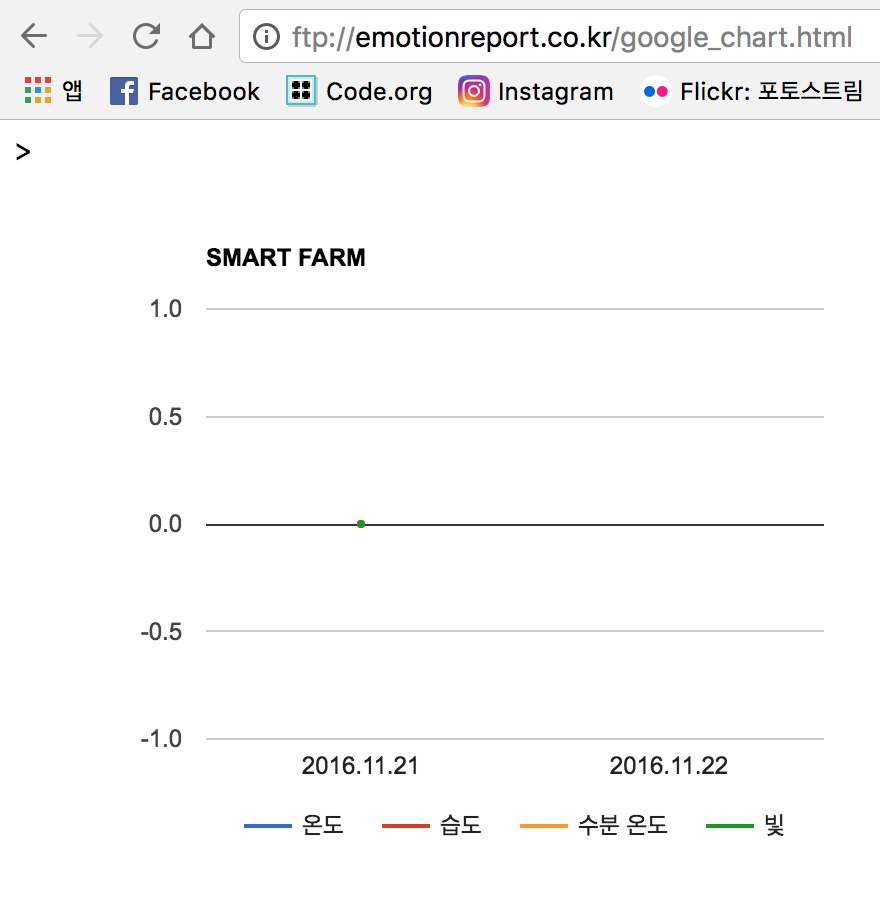 ftp://emotionreport.co.kr/google_chart.html
앱 Facebook Code.org Instagram Flickr: 포토스트림
>
SMART FARM
1.0
0.5
0.0
-0.5
-1.0
2016.11.21 2016.11.22
온도 습도 수분 온도 빛